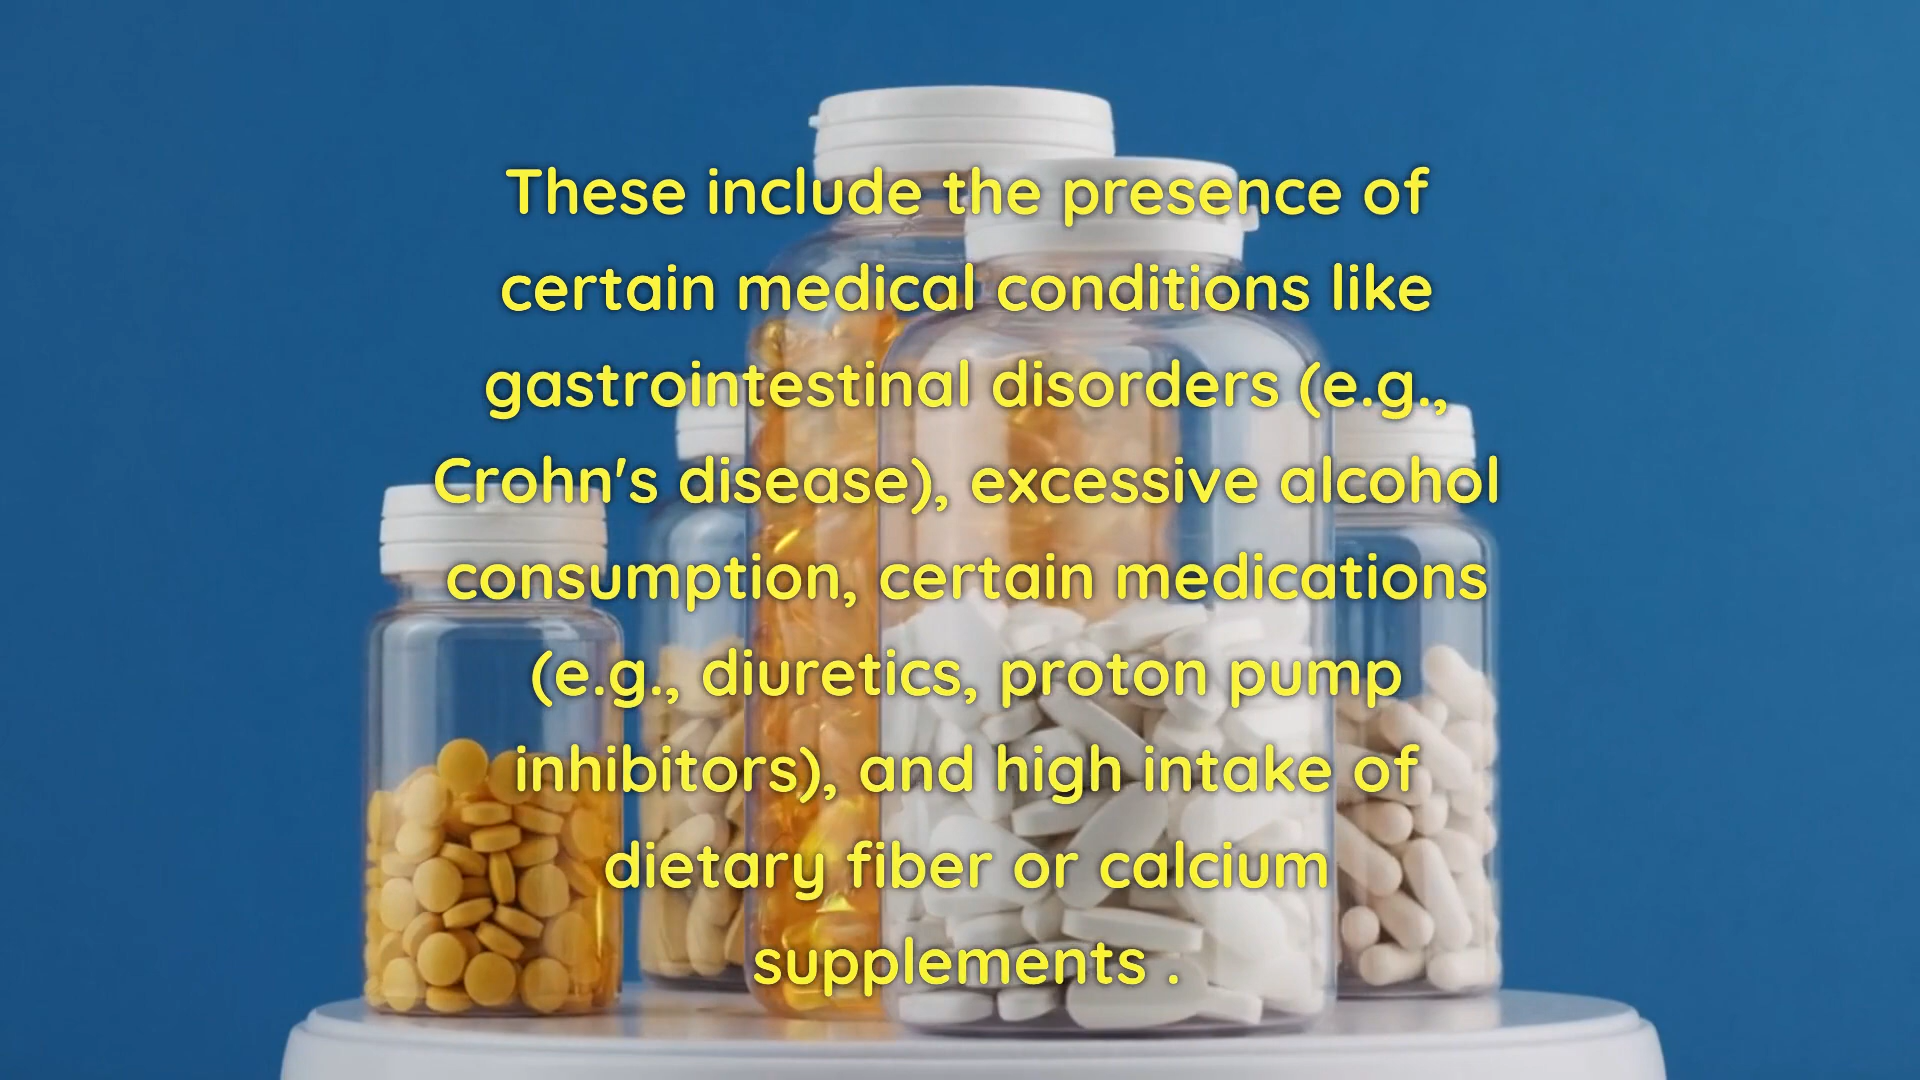 These include the presence of
certain medical conditions like
gastrointestinal disorders (e.g.,
Crohn's disease), excessive alcohol
consumption, certain medications
(e.g., diuretics, proton pump
inhibitors), and high intake of
dietary fiber or calcium
supplements .